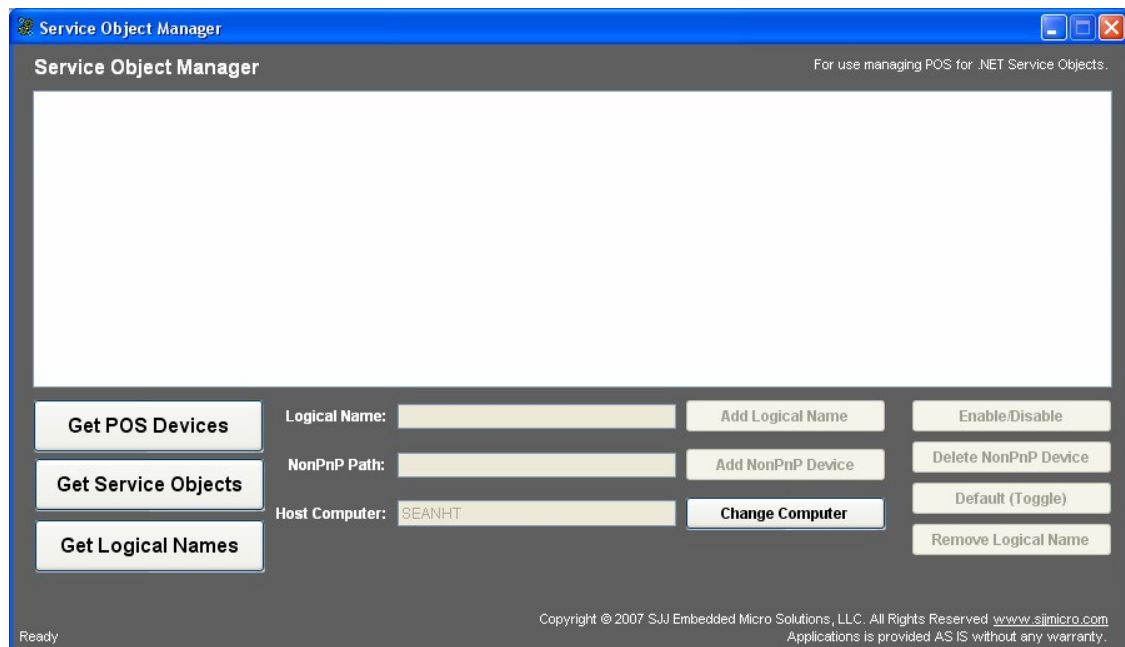 Service Object Manager
Service Object Manager
For use managing POS for .NET Service Objects.
Get POS Devices
Logical Name:
Add Logical Name
Enable/Disable
NonPnP Path:
Add NonPnP Device
Delete NonPnP Device
Get Service Objects
Host Computer:
SEANHT
Change Computer
Default (Toggle)
Get Logical Names
Remove Logical Name
Copyright © 2007 SJJ Embedded Micro Solutions, LLC. All Rights Reserved www.sjjmicro.com
Ready
Applications is provided AS IS without any warranty.